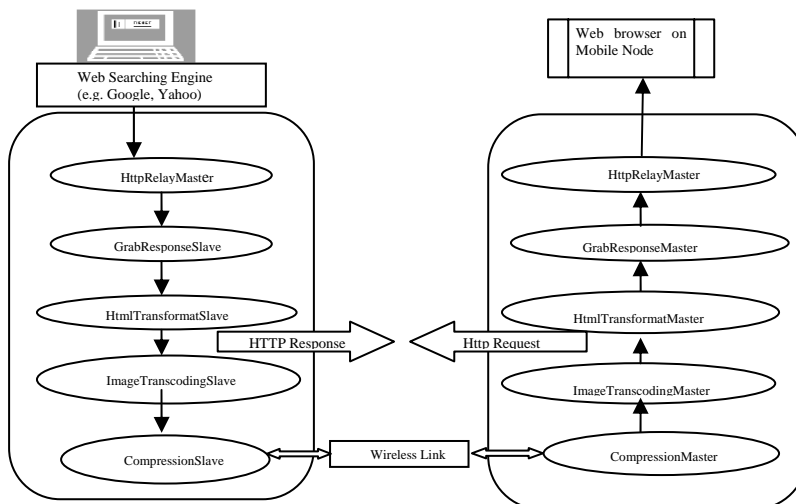 Web Searching Engine
(e.g. Google, Yahoo)
HttpRelayMaster
GrabResponseSlave
HtmlTransformatSlave
HTTP Response
ImageTranscodingSlave
CompressionSlave
Wireless Link
Web browser on
Mobile Node
HttpRelayMaster
GrabResponseMaster
HtmlTransformatMaster
Http Request
ImageTranscodingMaster
CompressionMaster